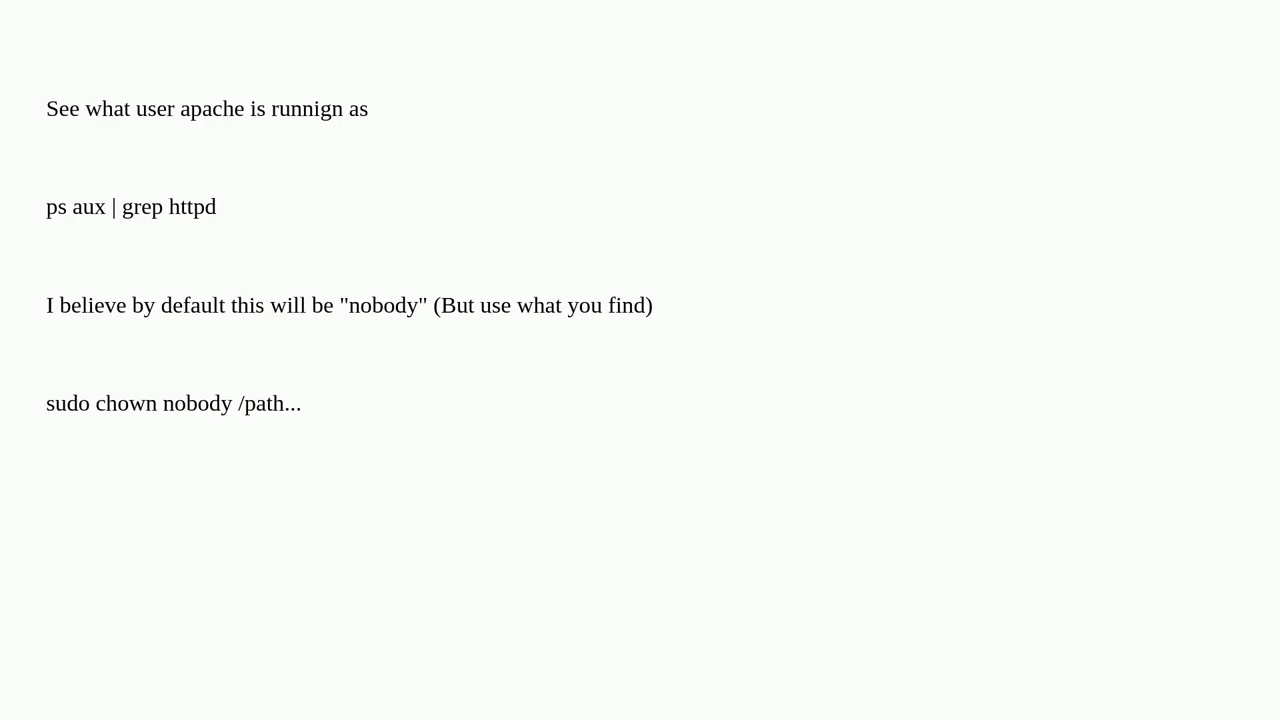 See what user apache is runnign as
ps aux | grep httpd
I believe by default this will be "nobody" (But use what you find)
sudo chown nobody /path...